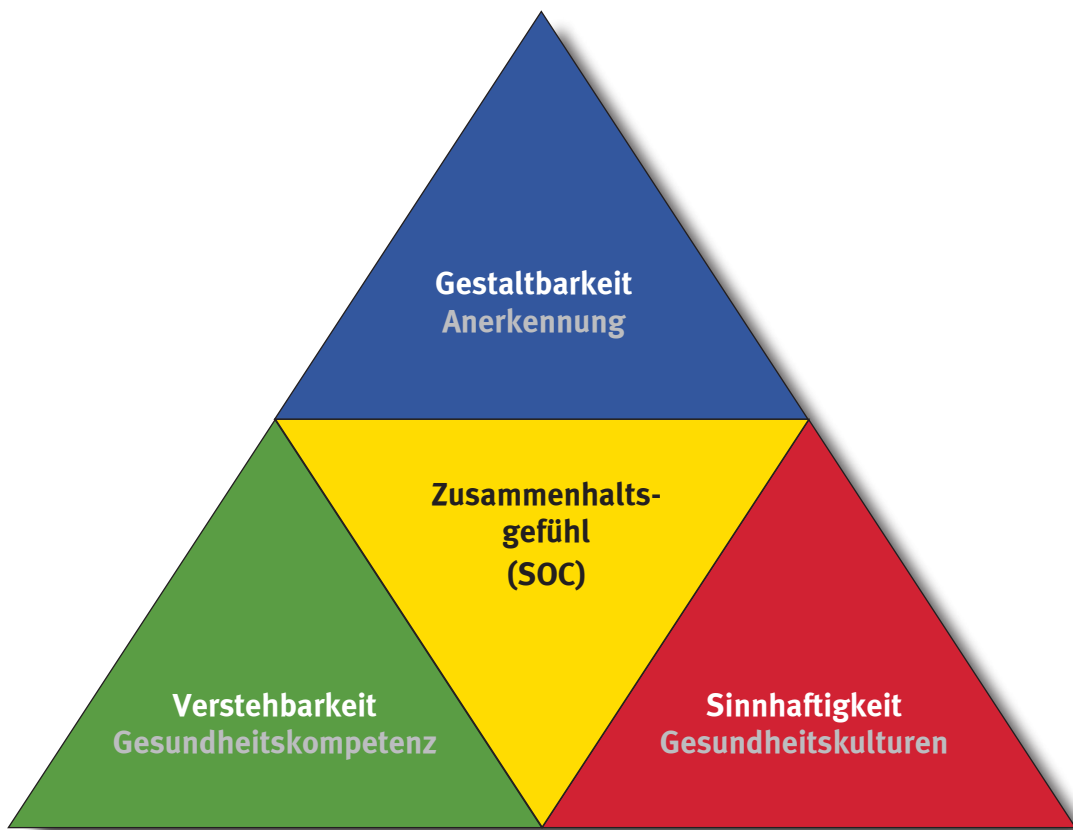 Gestaltbarkeit
Anerkennung
Zusammenhalts-
gefühl
(SOC)
Verstehbarkeit
Gesundheitskompetenz
Sinnhaftigkeit
Gesundheitskulturen